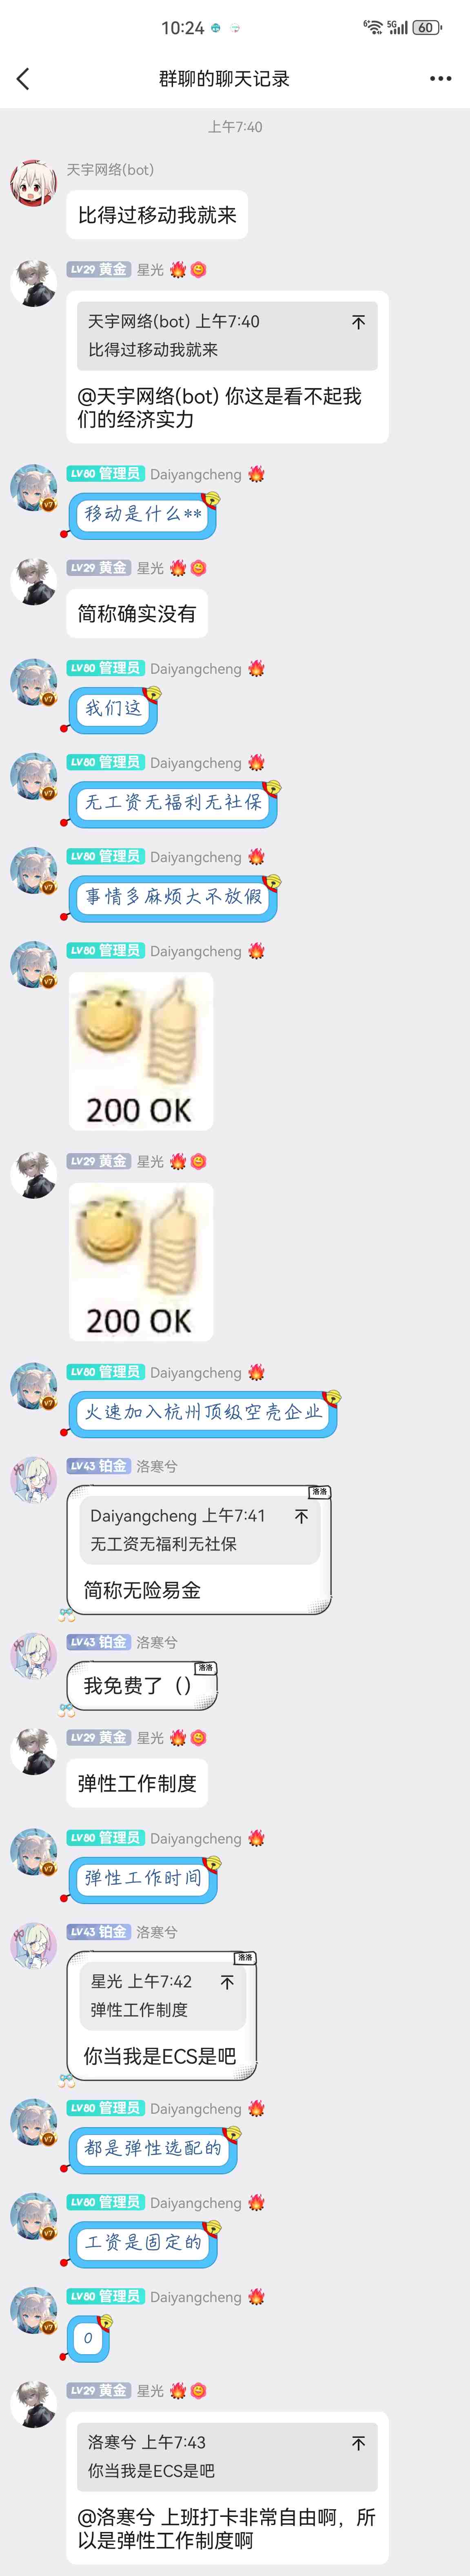 10:24
60
群聊的聊天记录
上午7:40
天宇网络(bot)
比得过移动我就来
LV29 黄金 星光
天宇网络(bot) 上午7:40
比得过移动我就来
@天宇网络(bot) 你这是看不起我
们的经济实力
LV80 管理员 Daiyangcheng
移动是什么**
LV29 黄金 星光
简称确实没有
LV80 管理员 Daiyangcheng
我们这
LV80 管理员 Daiyangcheng
无工资无福利无社保
LV80 管理员 Daiyangcheng
事情多麻烦大不放假
LV80 管理员 Daiyangcheng
200 OK
LV29 黄金 星光
200 OK
LV80 管理员 Daiyangcheng
火速加入杭州顶级空壳企业
LV43 铂金 洛寒兮
洛洛
Daiyangcheng 上午7:41
无工资无福利无社保
简称无险易金
LV43 铂金 洛寒兮
洛洛
我免费了（）
LV29 黄金 星光
弹性工作制度
LV80 管理员 Daiyangcheng
弹性工作时间
LV43 铂金 洛寒兮
洛洛
星光 上午7:42
弹性工作制度
你当我是ECS是吧
LV80 管理员 Daiyangcheng
都是弹性选配的
LV80 管理员 Daiyangcheng
工资是固定的
LV80 管理员 Daiyangcheng
0
LV29 黄金 星光
洛寒兮 上午7:43
你当我是ECS是吧
@洛寒兮 上班打卡非常自由啊，所
以是弹性工作制度啊